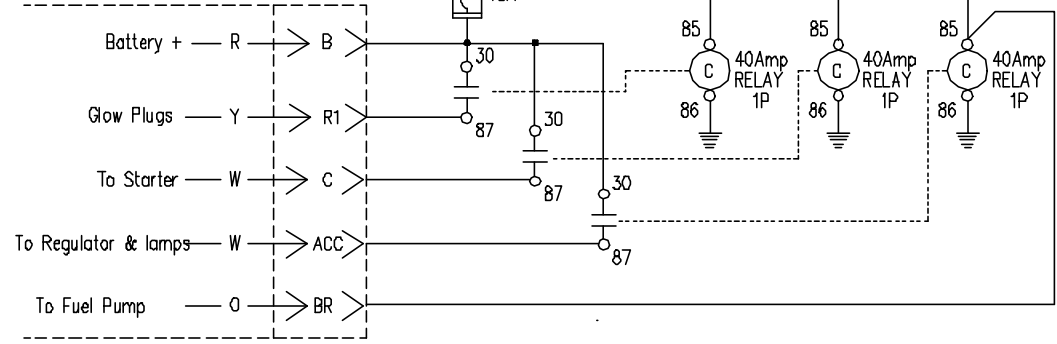 Battery + R B
30
85 C 40Amp RELAY 1P 86
85 C 40Amp RELAY 1P 86
85 C 40Amp RELAY 1P 86
Glow Plugs Y R1
87
30
To Starter W C
87
30
To Regulator & lamps W ACC
87
To Fuel Pump O BR